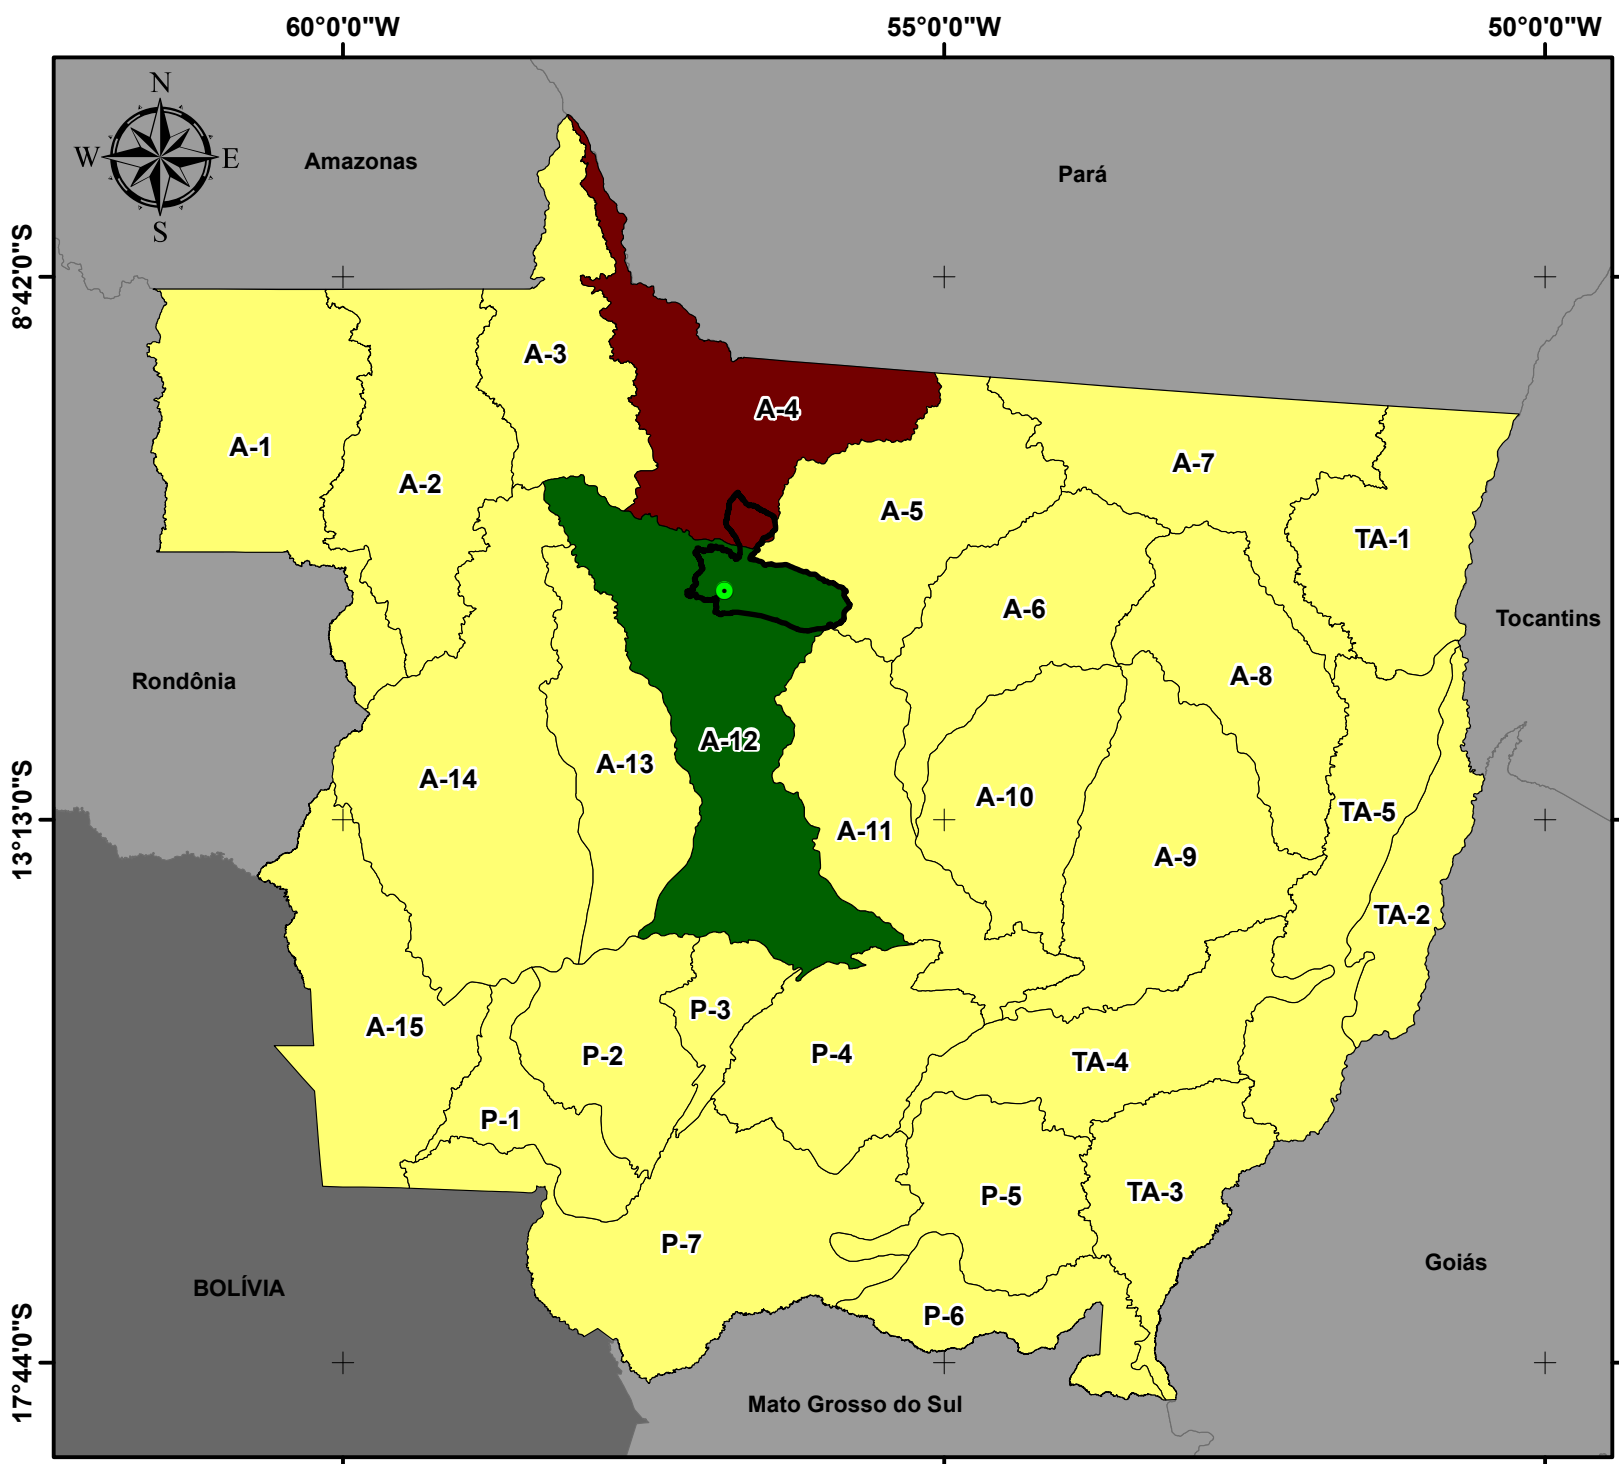 60°0'0"W
55°0'0"W
50°0'0"W
N
W
E
S
Amazonas
Pará
8°42'0"S
A-3
A-4
A-1
A-2
A-7
A-5
TA-1
A-6
Tocantins
Rondônia
A-8
A-12
A-13
A-14
A-10
TA-5
13°13'0"S
A-11
A-9
TA-2
P-3
A-15
P-2
P-4
TA-4
P-1
P-5
TA-3
P-7
Goiás
BOLÍVIA
P-6
17°44'0"S
Mato Grosso do Sul